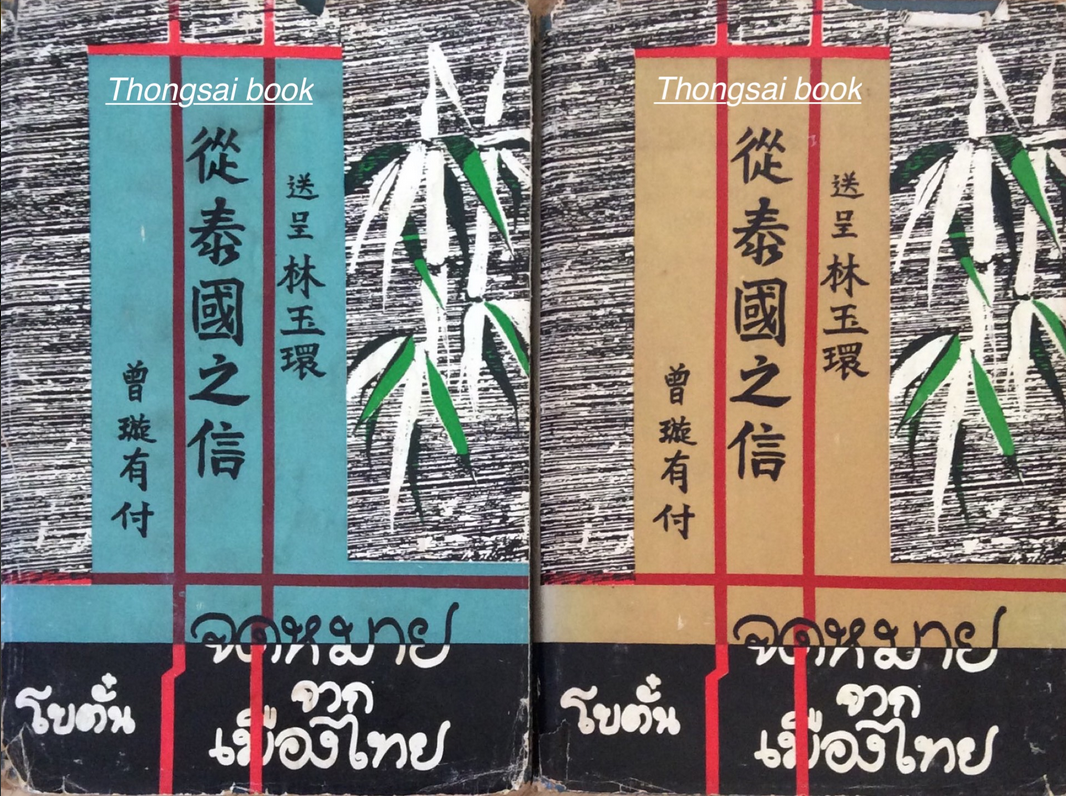 Thongsai book
送呈林玉環
從泰國之信
曾璇有付
จดหมาย
จาก
เมืองไทย
โบตั๋น
Thongsai book
送呈林玉環
從泰國之信
曾璇有付
จดหมาย
จาก
เมืองไทย
โบตั๋น